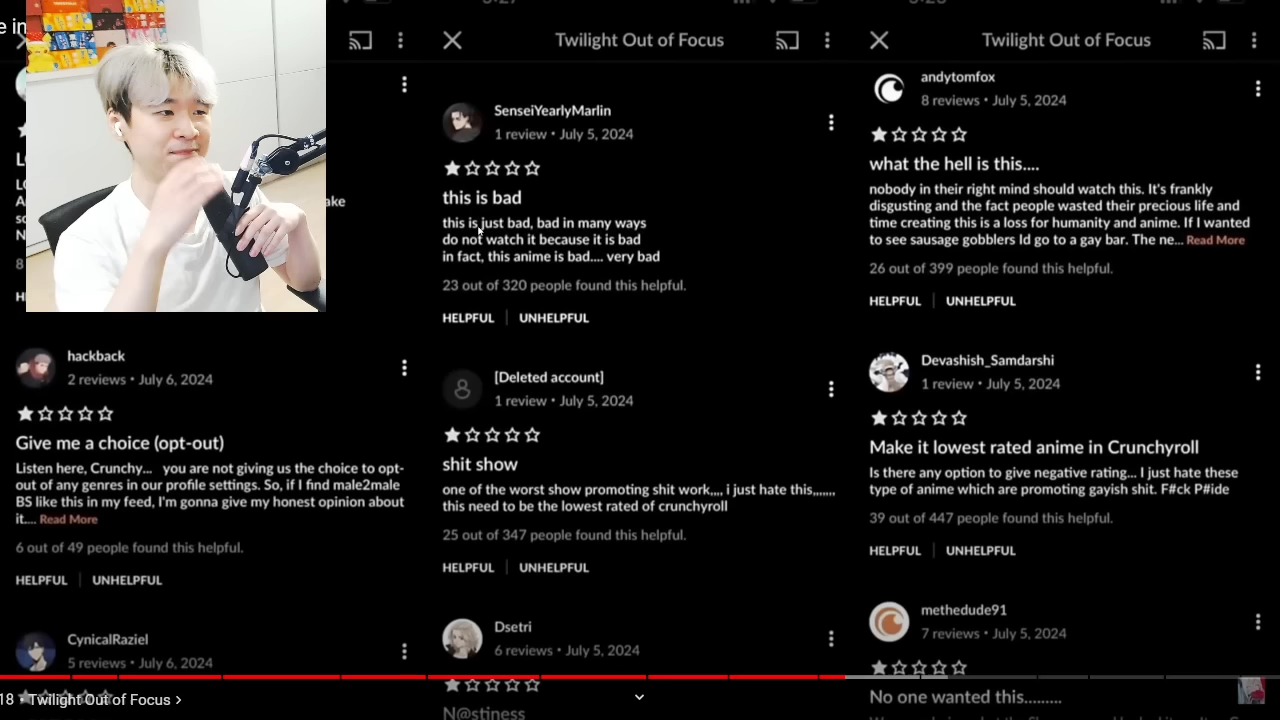 e in
Twilight Out of Focus
Twilight Out of Focus
ake
8
hackback
2 reviews • July 6, 2024
Give me a choice (opt-out)
Listen here, Crunchy... you are not giving us the choice to opt-
out of any genres in our profile settings. So, if I find male2male
BS like this in my feed, I'm gonna give my honest opinion about
it.... Read More
6 out of 49 people found this helpful.
HELPFUL UNHELPFUL
CynicalRaziel
5 reviews • July 6, 2024
SenseiYearlyMarlin
1 review • July 5, 2024
this is bad
this is just bad, bad in many ways
do not watch it because it is bad
in fact, this anime is bad.... very bad
23 out of 320 people found this helpful.
HELPFUL UNHELPFUL
[Deleted account]
1 review • July 5, 2024
shit show
one of the worst show promoting shit work,,,, i just hate this,,,,,,,
this need to be the lowest rated of crunchyroll
25 out of 347 people found this helpful.
HELPFUL UNHELPFUL
Dsetri
6 reviews • July 5, 2024
N@stiness
andytomfox
8 reviews • July 5, 2024
what the hell is this....
nobody in their right mind should watch this. It's frankly
disgusting and the fact people wasted their precious life and
time creating this is a loss for humanity and anime. If I wanted
to see sausage gobblers Id go to a gay bar. The ne... Read More
26 out of 399 people found this helpful.
HELPFUL UNHELPFUL
Devashish_Samdarshi
1 review • July 5, 2024
Make it lowest rated anime in Crunchyroll
Is there any option to give negative rating... I just hate these
type of anime which are promoting gayish shit. F#ck P#ide
39 out of 447 people found this helpful.
HELPFUL UNHELPFUL
methedude91
7 reviews • July 5, 2024
No one wanted this.........
18 • Twilight Out of Focus